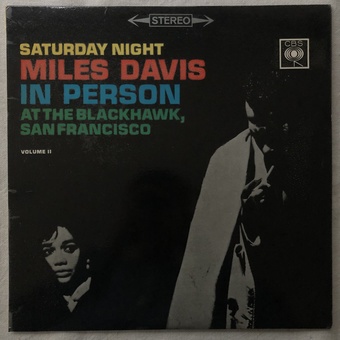 STEREO
CBS
SATURDAY NIGHT
MILES DAVIS
IN PERSON
AT THE BLACKHAWK,
SAN FRANCISCO
VOLUME II